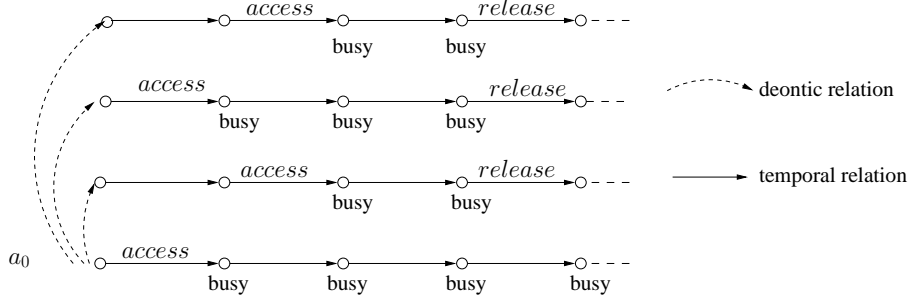 access release
busy busy
access release
deontic relation
busy busy busy
access release
temporal relation
busy busy
a0 access
busy busy busy busy